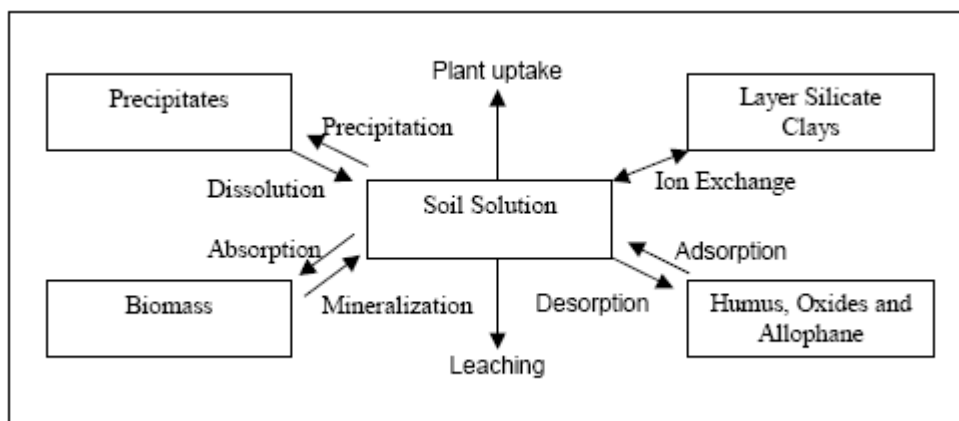 Plant uptake
Precipitates
Layer Silicate
Clays
Precipitation
Dissolution
Ion Exchange
Soil Solution
Absorption
Adsorption
Biomass
Mineralization
Desorption
Humus, Oxides and
Allophane
Leaching